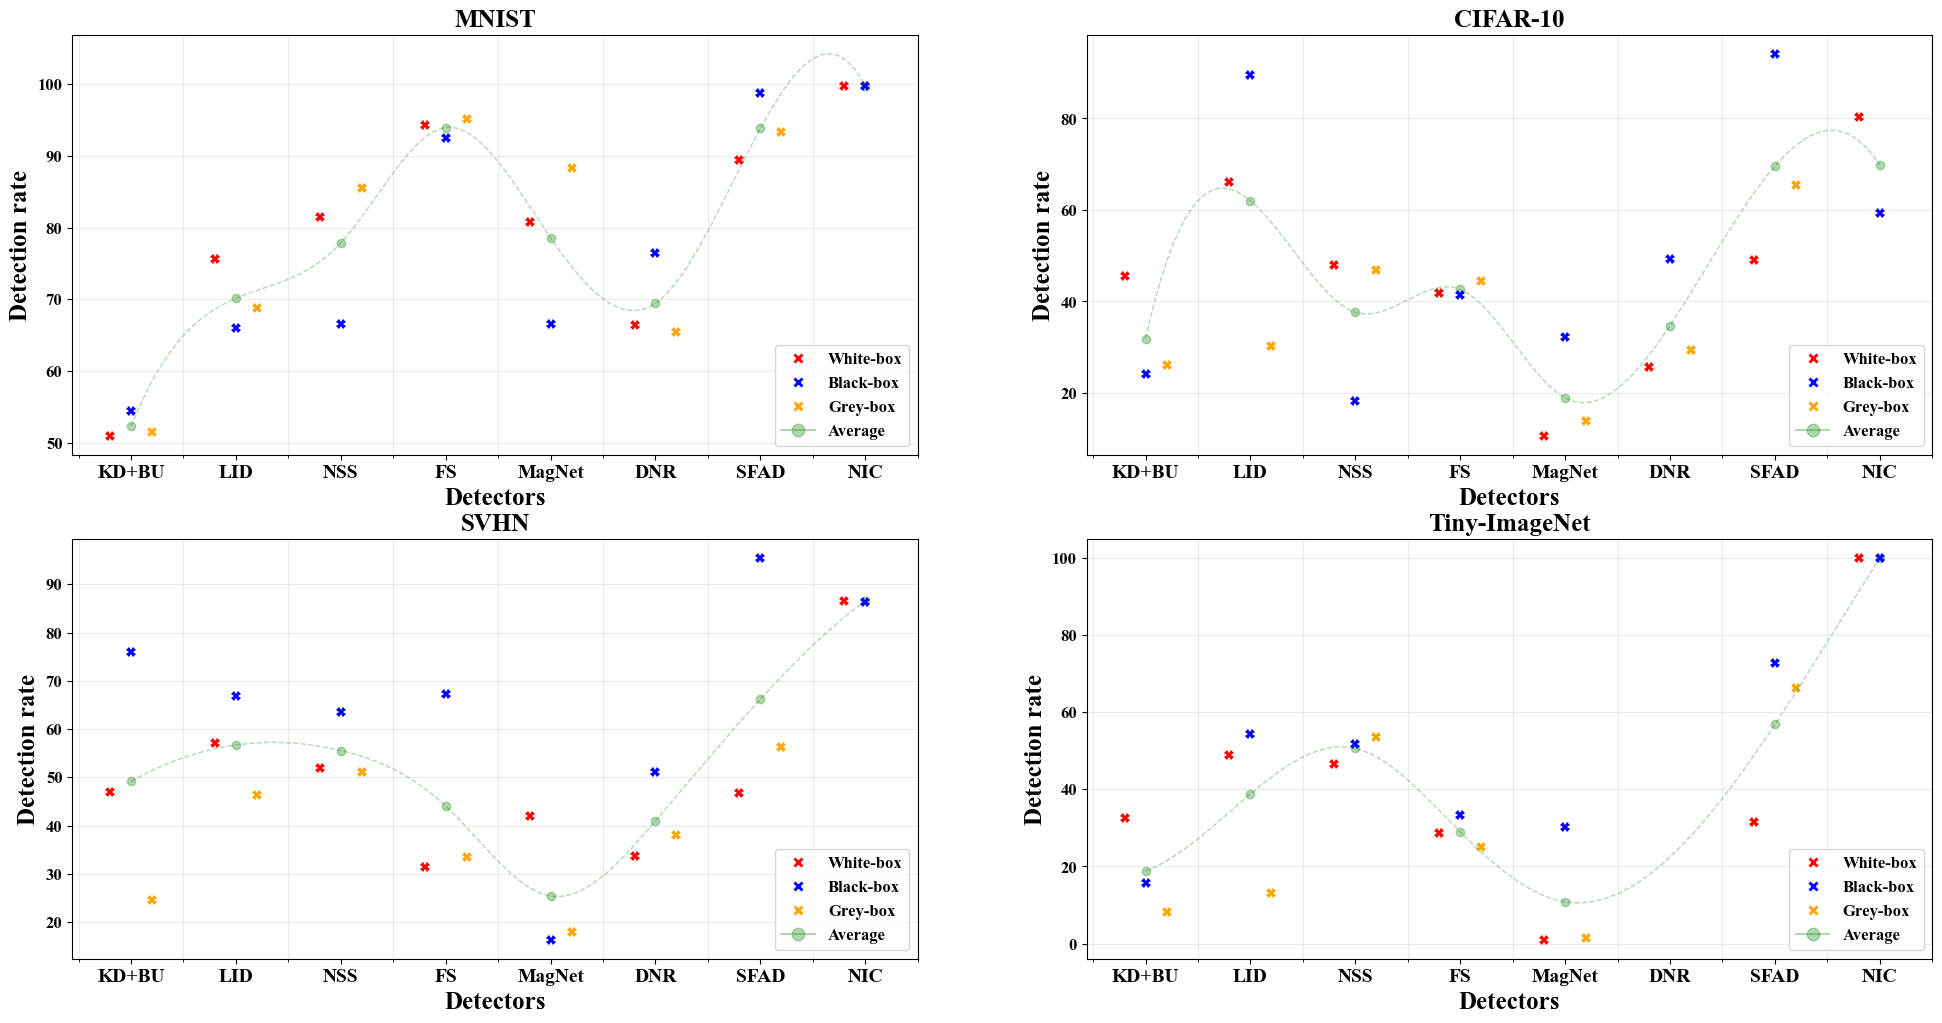 MNIST
Detection rate
100
90
80
70
60
50
White-box
Black-box
Grey-box
Average
KD+BU LID NSS FS MagNet DNR SFAD NIC
Detectors
CIFAR-10
Detection rate
80
60
40
20
White-box
Black-box
Grey-box
Average
KD+BU LID NSS FS MagNet DNR SFAD NIC
Detectors
SVHN
Detection rate
90
80
70
60
50
40
30
20
White-box
Black-box
Grey-box
Average
KD+BU LID NSS FS MagNet DNR SFAD NIC
Detectors
Tiny-ImageNet
Detection rate
100
80
60
40
20
0
White-box
Black-box
Grey-box
Average
KD+BU LID NSS FS MagNet DNR SFAD NIC
Detectors